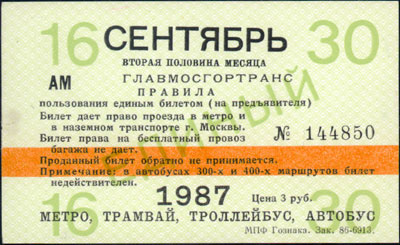 16 СЕНТЯБРЬ 30
ВТОРАЯ ПОЛОВИНА МЕСЯЦА
АМ ГЛАВМОСГОРТРАНС
ПРАВИЛА
пользования единым билетом (на предъявителя)
Билет дает право проезда в метро и
в наземном транспорте г. Москвы.
Билет права на бесплатный провоз
багажа не дает.
№ 144850
Проданный билет обратно не принимается.
Примечание: в автобусах 300-х и 400-х маршрутов билет
недействителен.
ЕДИНЫЙ
16 1987 Цена 3 руб. 30
МЕТРО, ТРАМВАЙ, ТРОЛЛЕЙБУС, АВТОБУС
МПФ Гознака. Зак. 86-6913.